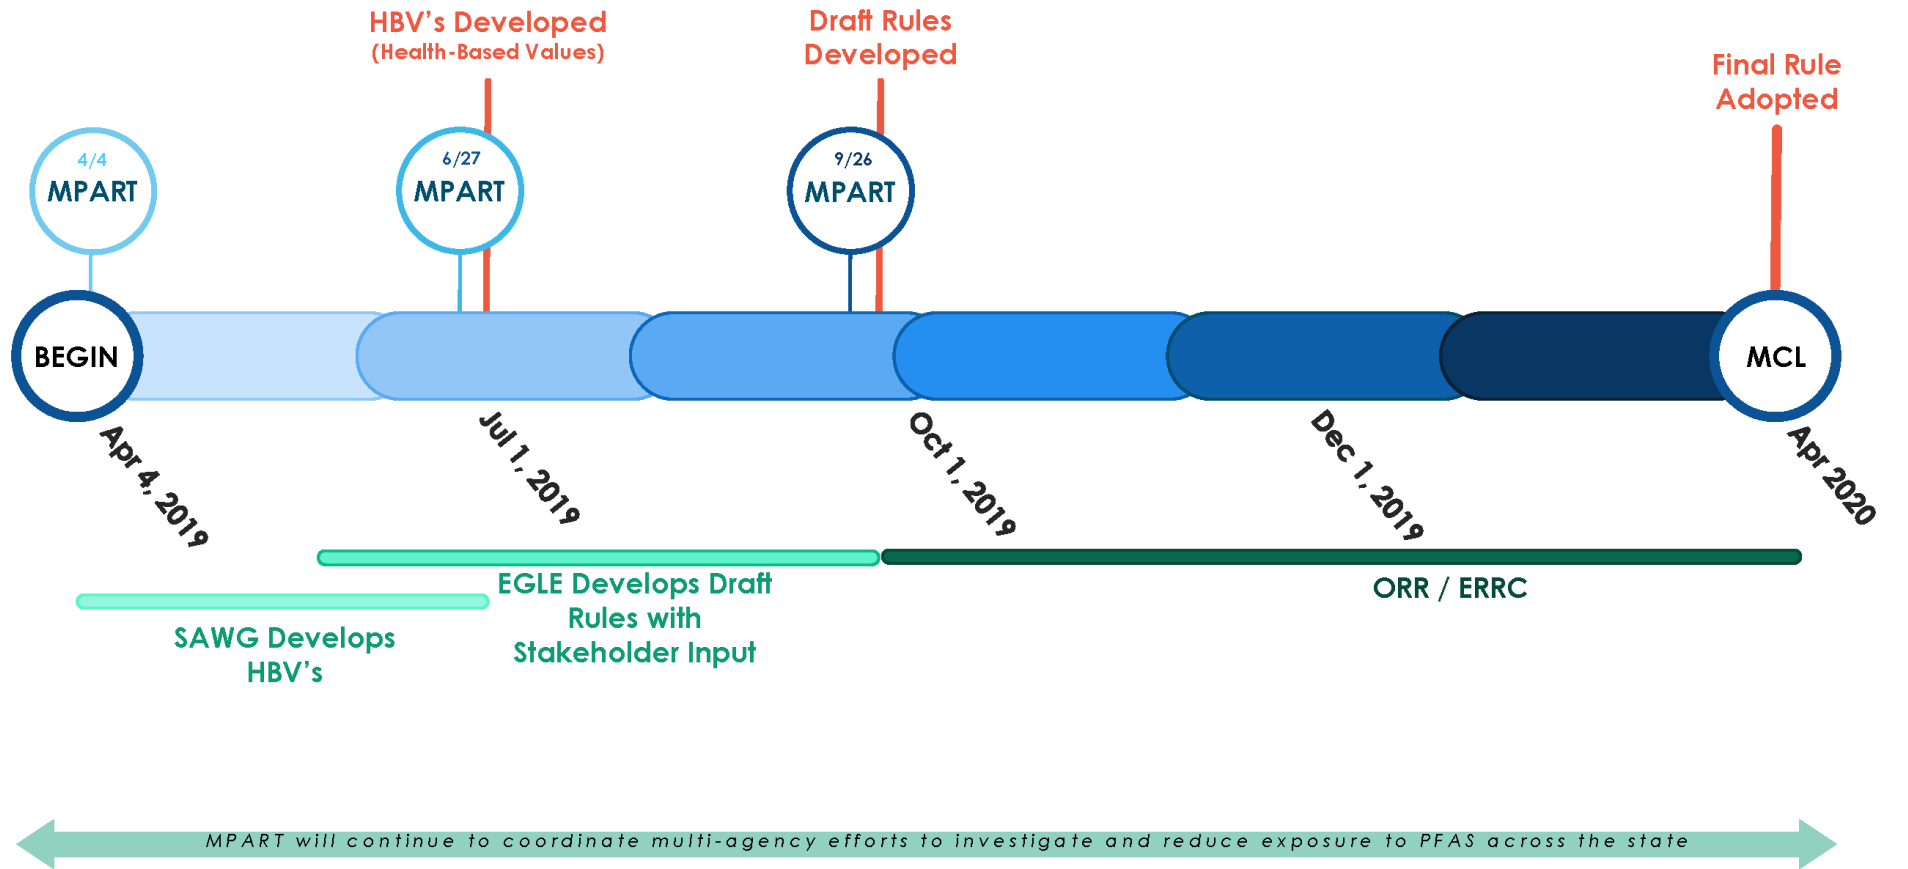 HBV's Developed
(Health-Based Values)
Draft Rules
Developed
Final Rule
Adopted
4/4
MPART
6/27
MPART
9/26
MPART
BEGIN
MCL
Apr 4, 2019
Jul 1, 2019
Oct 1, 2019
Dec 1, 2019
Apr 2020
EGLE Develops Draft
Rules with
Stakeholder Input
ORR / ERRC
SAWG Develops
HBV's
MPART will continue to coordinate multi-agency efforts to investigate and reduce exposure to PFAS across the state